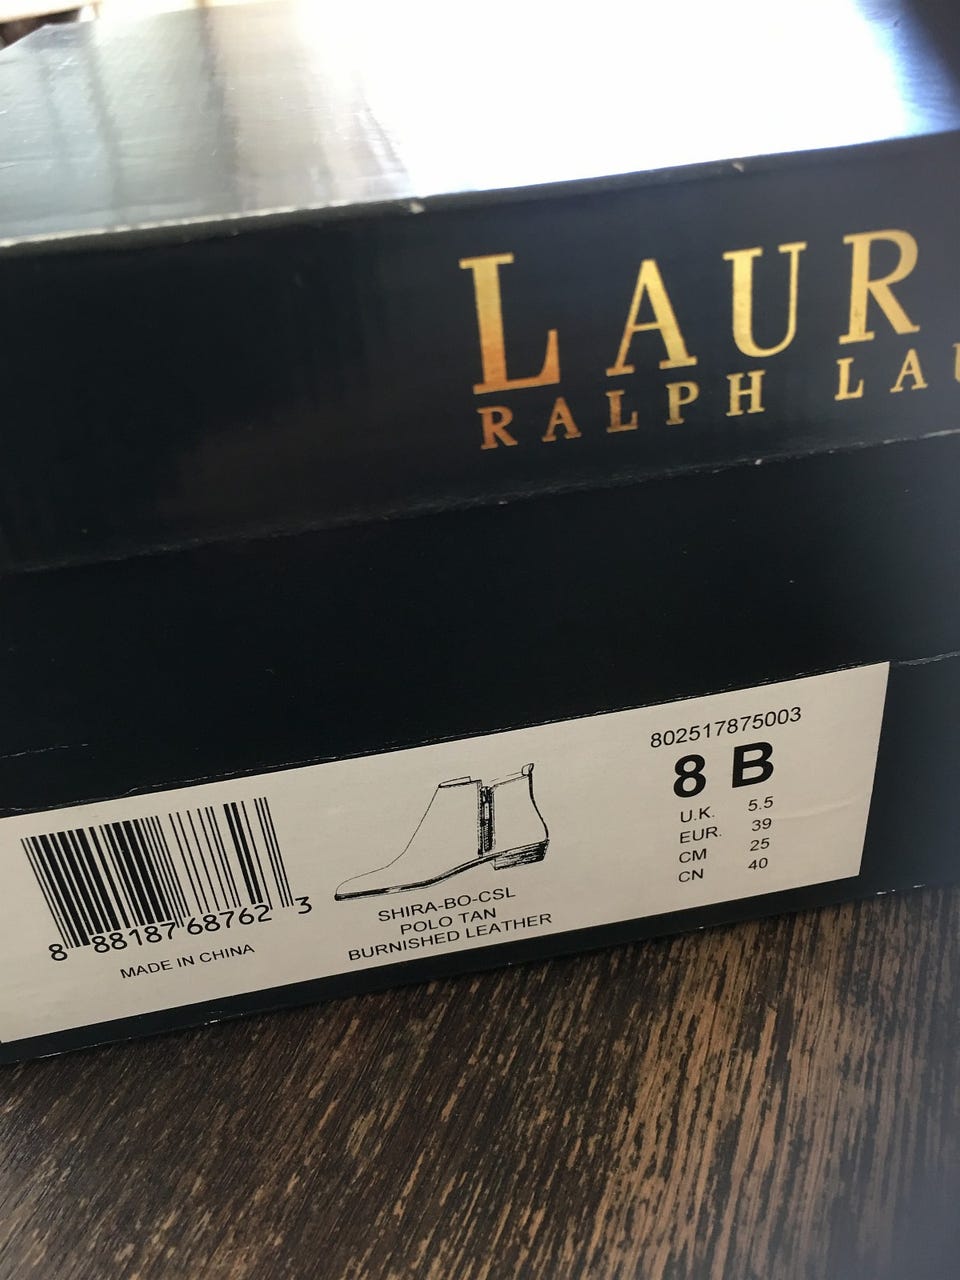 LAUR
RALPH LAU
802517875003
8 B
U.K. 5.5
EUR. 39
CM 25
CN 40
8 88187 68762 3
MADE IN CHINA
SHIRA-BO-CSL
POLO TAN
BURNISHED LEATHER